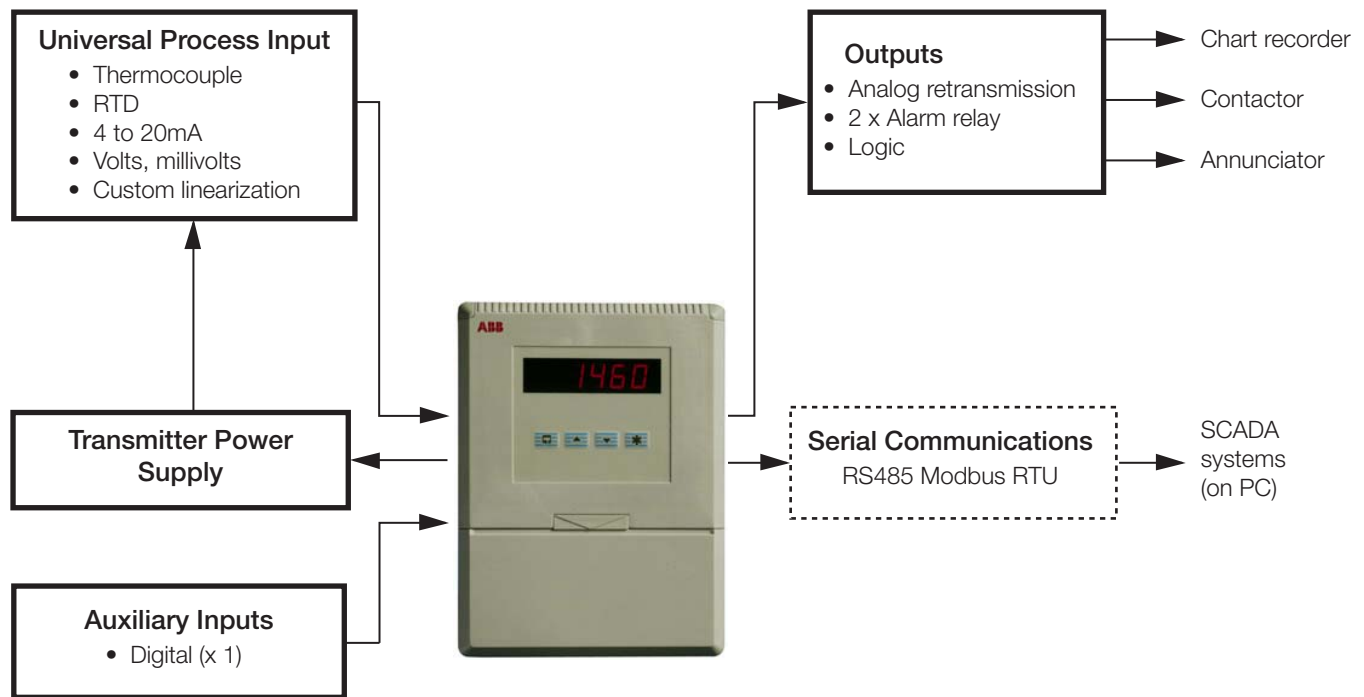 Universal Process Input
• Thermocouple
• RTD
• 4 to 20mA
• Volts, millivolts
• Custom linearization
Outputs
• Analog retransmission
• 2 x Alarm relay
• Logic
Chart recorder
Contactor
Annunciator
ABB
1460
Transmitter Power
Supply
Serial Communications
RS485 Modbus RTU
SCADA
systems
(on PC)
Auxiliary Inputs
• Digital (x 1)